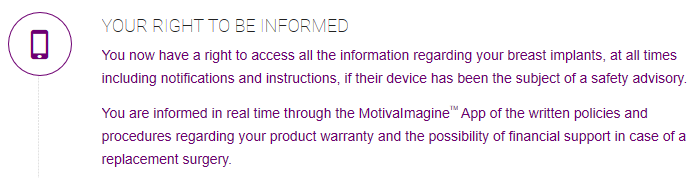 YOUR RIGHT TO BE INFORMED
You now have a right to access all the information regarding your breast implants, at all times
including notifications and instructions, if their device has been the subject of a safety advisory.
You are informed in real time through the MotivaImagine™ App of the written policies and
procedures regarding your product warranty and the possibility of financial support in case of a
replacement surgery.